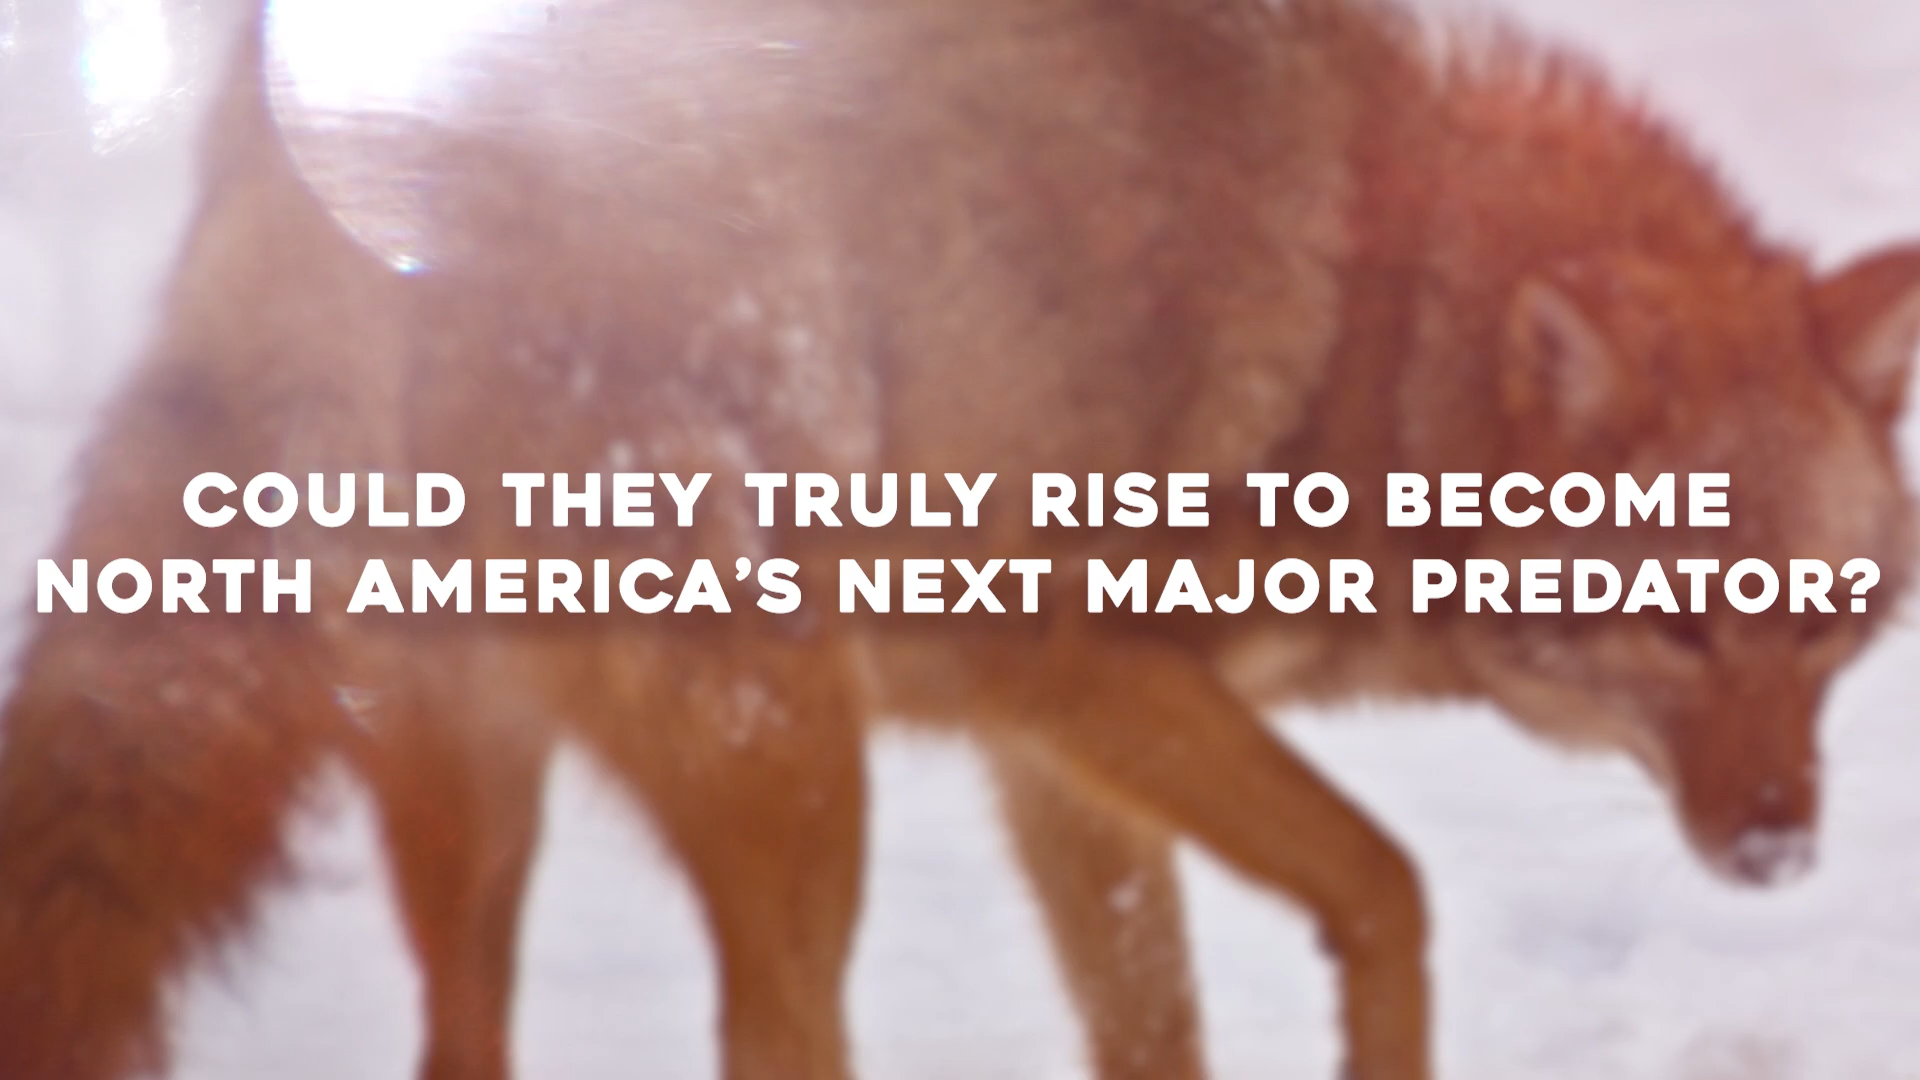 COULD THEY TRULY RISE TO BECOME
NORTH AMERICA’S NEXT MAJOR PREDATOR?